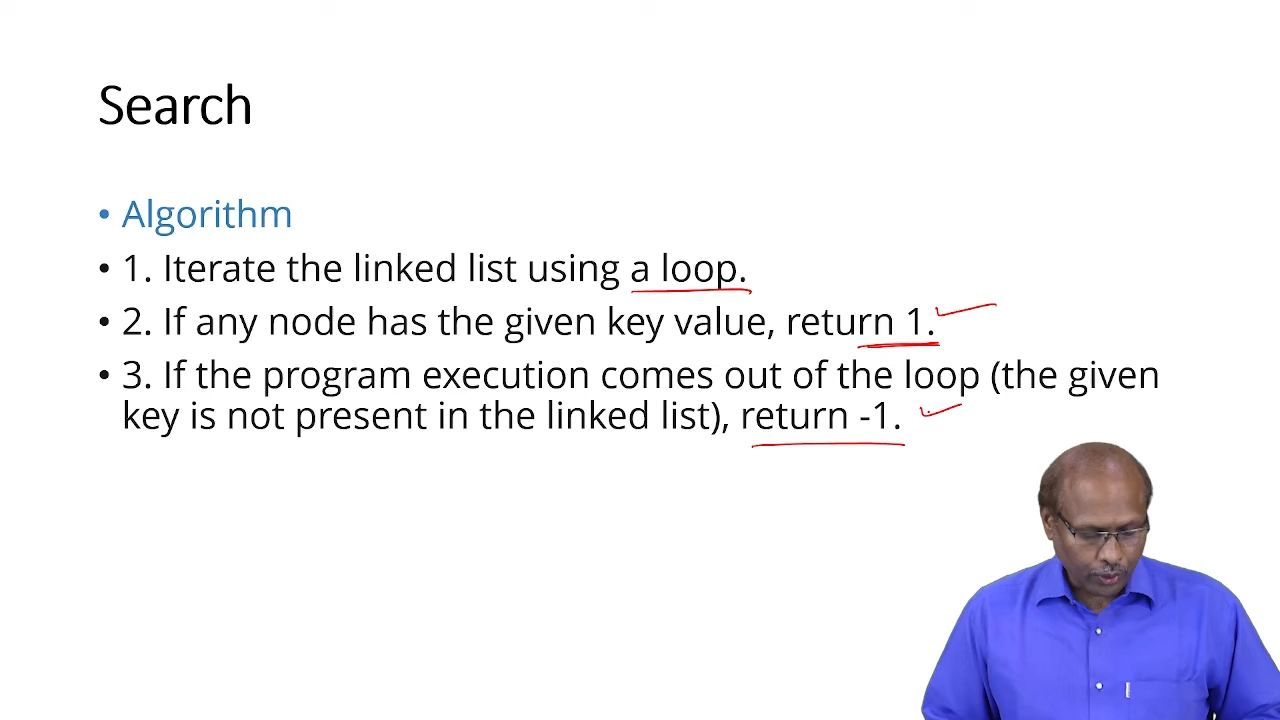 Search
• Algorithm
• 1. Iterate the linked list using a loop.
• 2. If any node has the given key value, return 1.
• 3. If the program execution comes out of the loop (the given
key is not present in the linked list), return -1.